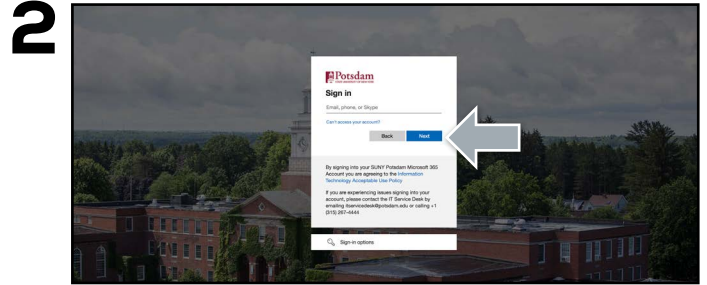 2
Potsdam
Sign in
Email, phone, or Skype
Can't access your account?
Back Next
By signing into your SUNY Potsdam Microsoft 365
Account you are agreeing to the Information
Technology Acceptable Use Policy
If you are experiencing issues signing into your
account, please contact the IT Service Desk by
emailing itservicedesk@potsdam.edu or calling +1
(315) 267-4444
Sign-in options